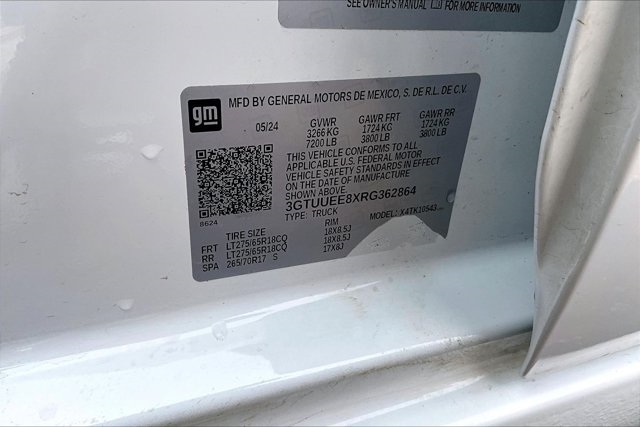 SEE OWNER'S MANUAL FOR MORE INFORMATION
gm
MFD BY GENERAL MOTORS DE MEXICO, S. DE R.L. DE C.V.
05/24 GVWR GAWR FRT GAWR RR
3266 KG 1724 KG 1724 KG
7200 LB 3800 LB 3800 LB
THIS VEHICLE CONFORMS TO ALL
APPLICABLE U.S. FEDERAL MOTOR
VEHICLE SAFETY STANDARDS IN EFFECT
ON THE DATE OF MANUFACTURE
SHOWN ABOVE.
3GTUUEE8XRG362864
8624
TYPE: TRUCK MODEL: X4TK10543
TIRE SIZE RIM
FRT LT275/65R18CQ 18X8.5J
RR LT275/65R18CQ 18X8.5J
SPA 265/70R17 S 17X8J